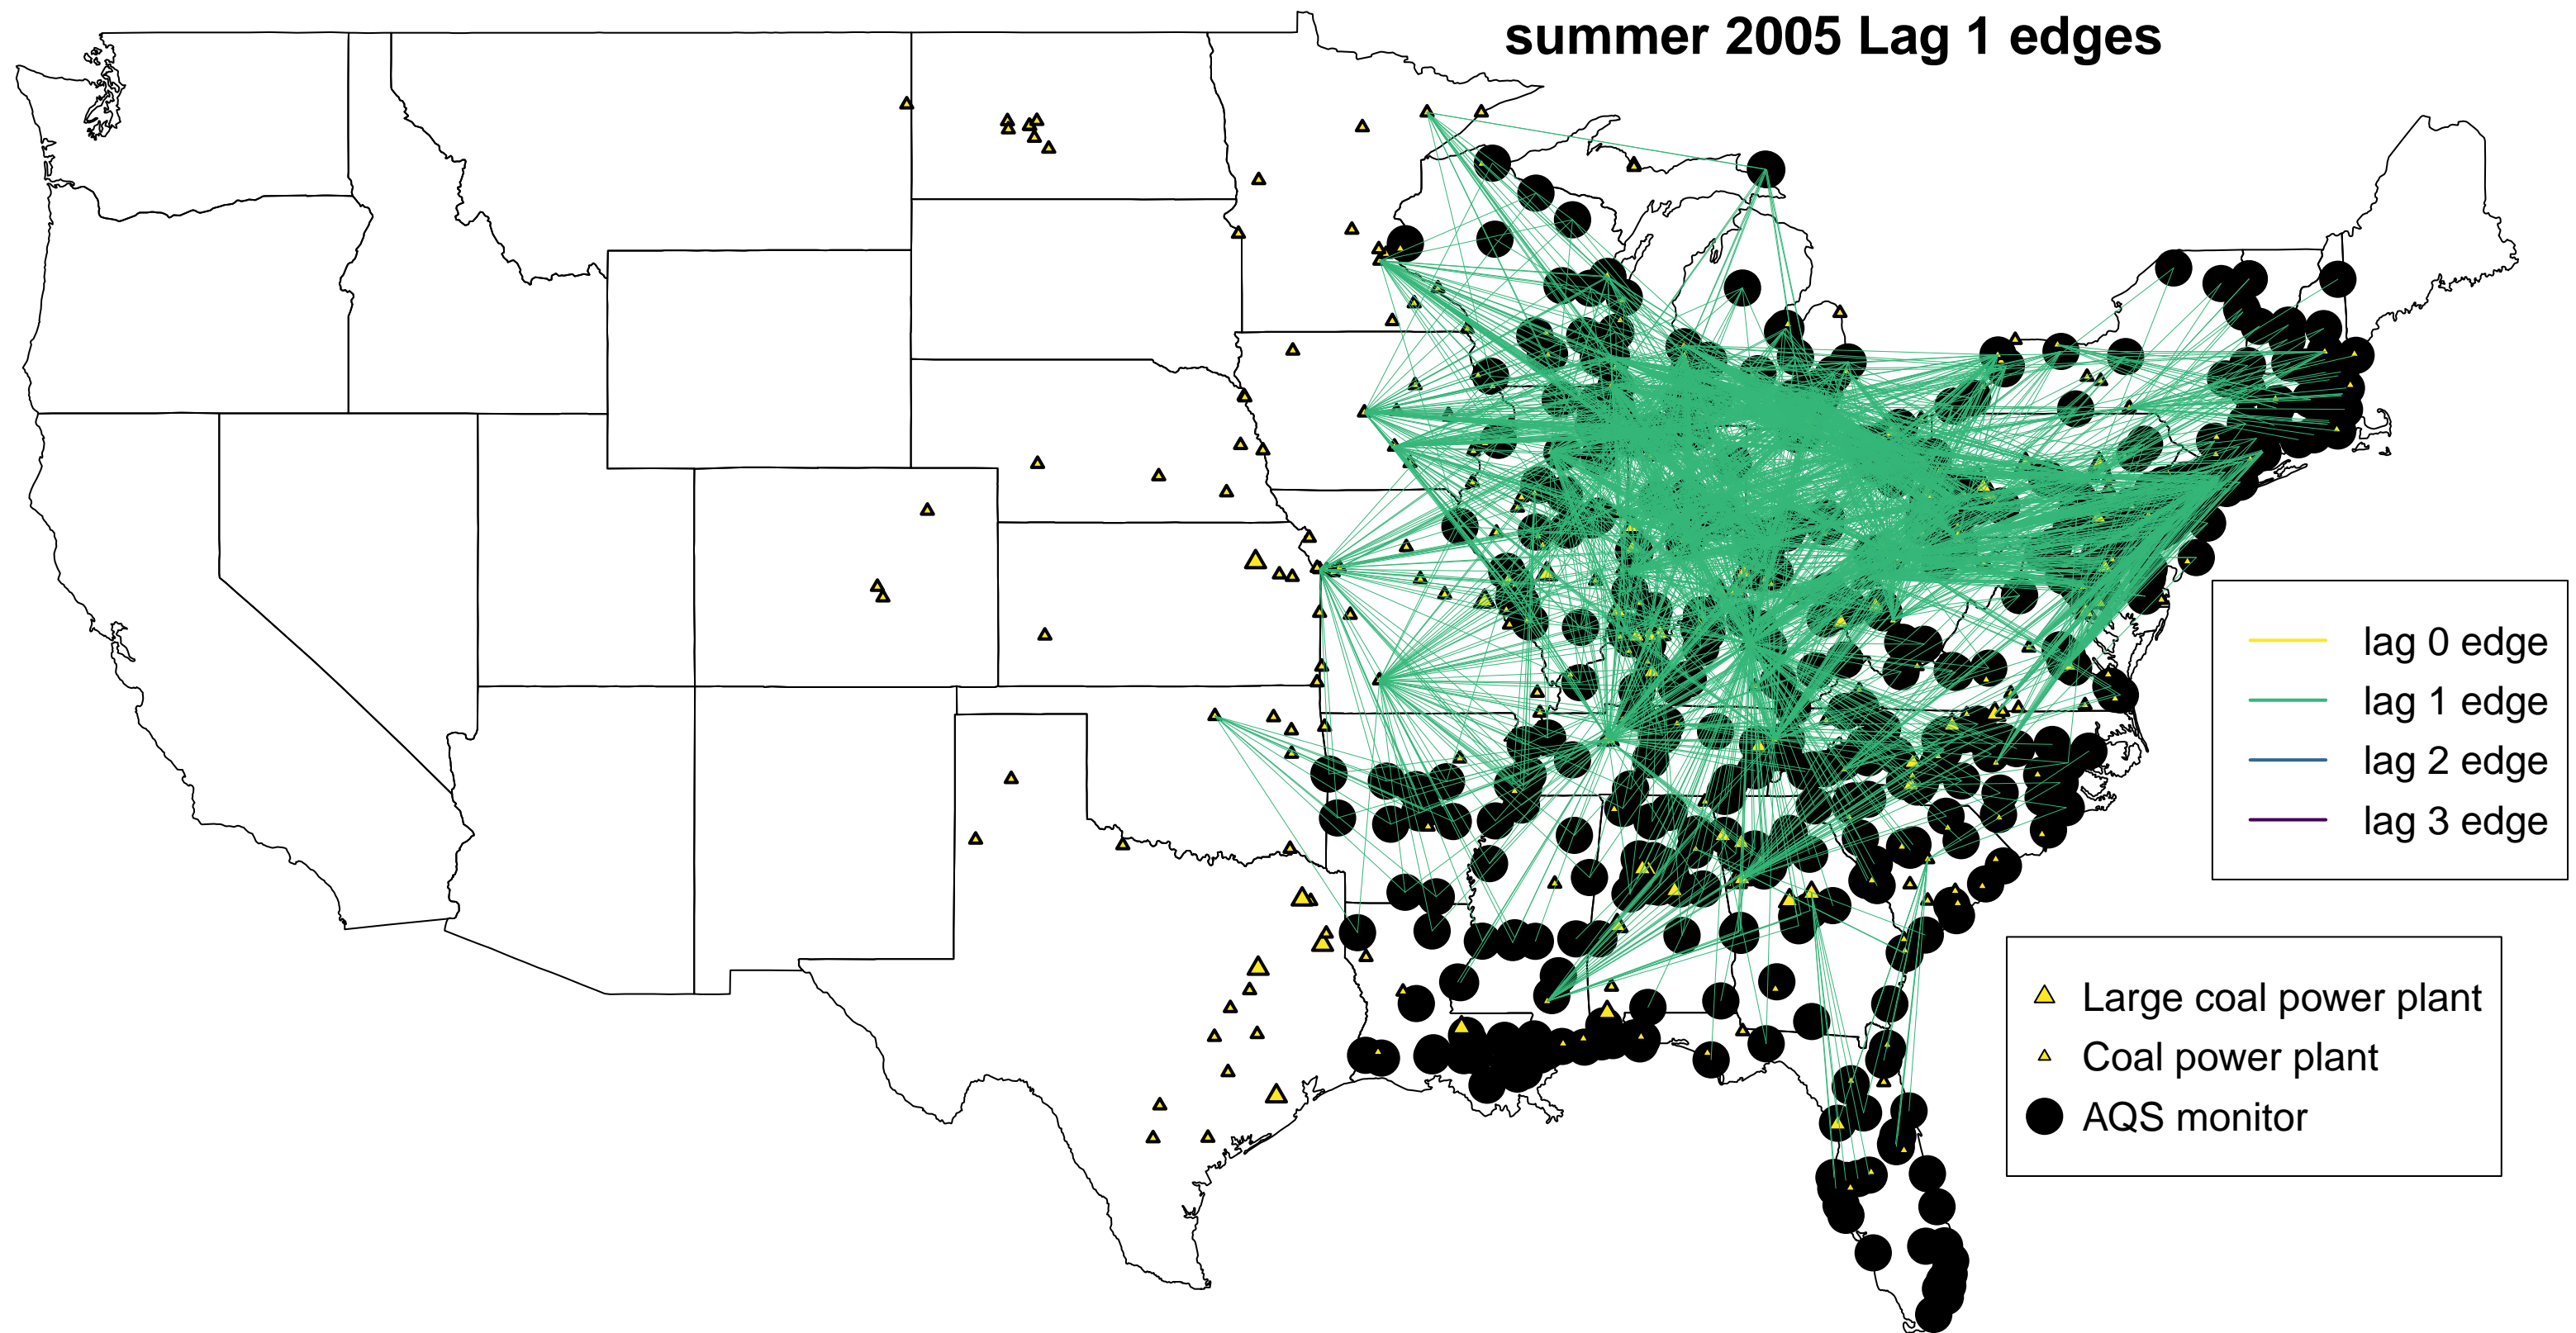 summer 2005 Lag 1 edges
lag 0 edge
lag 1 edge
lag 2 edge
lag 3 edge
Large coal power plant
Coal power plant
AQS monitor